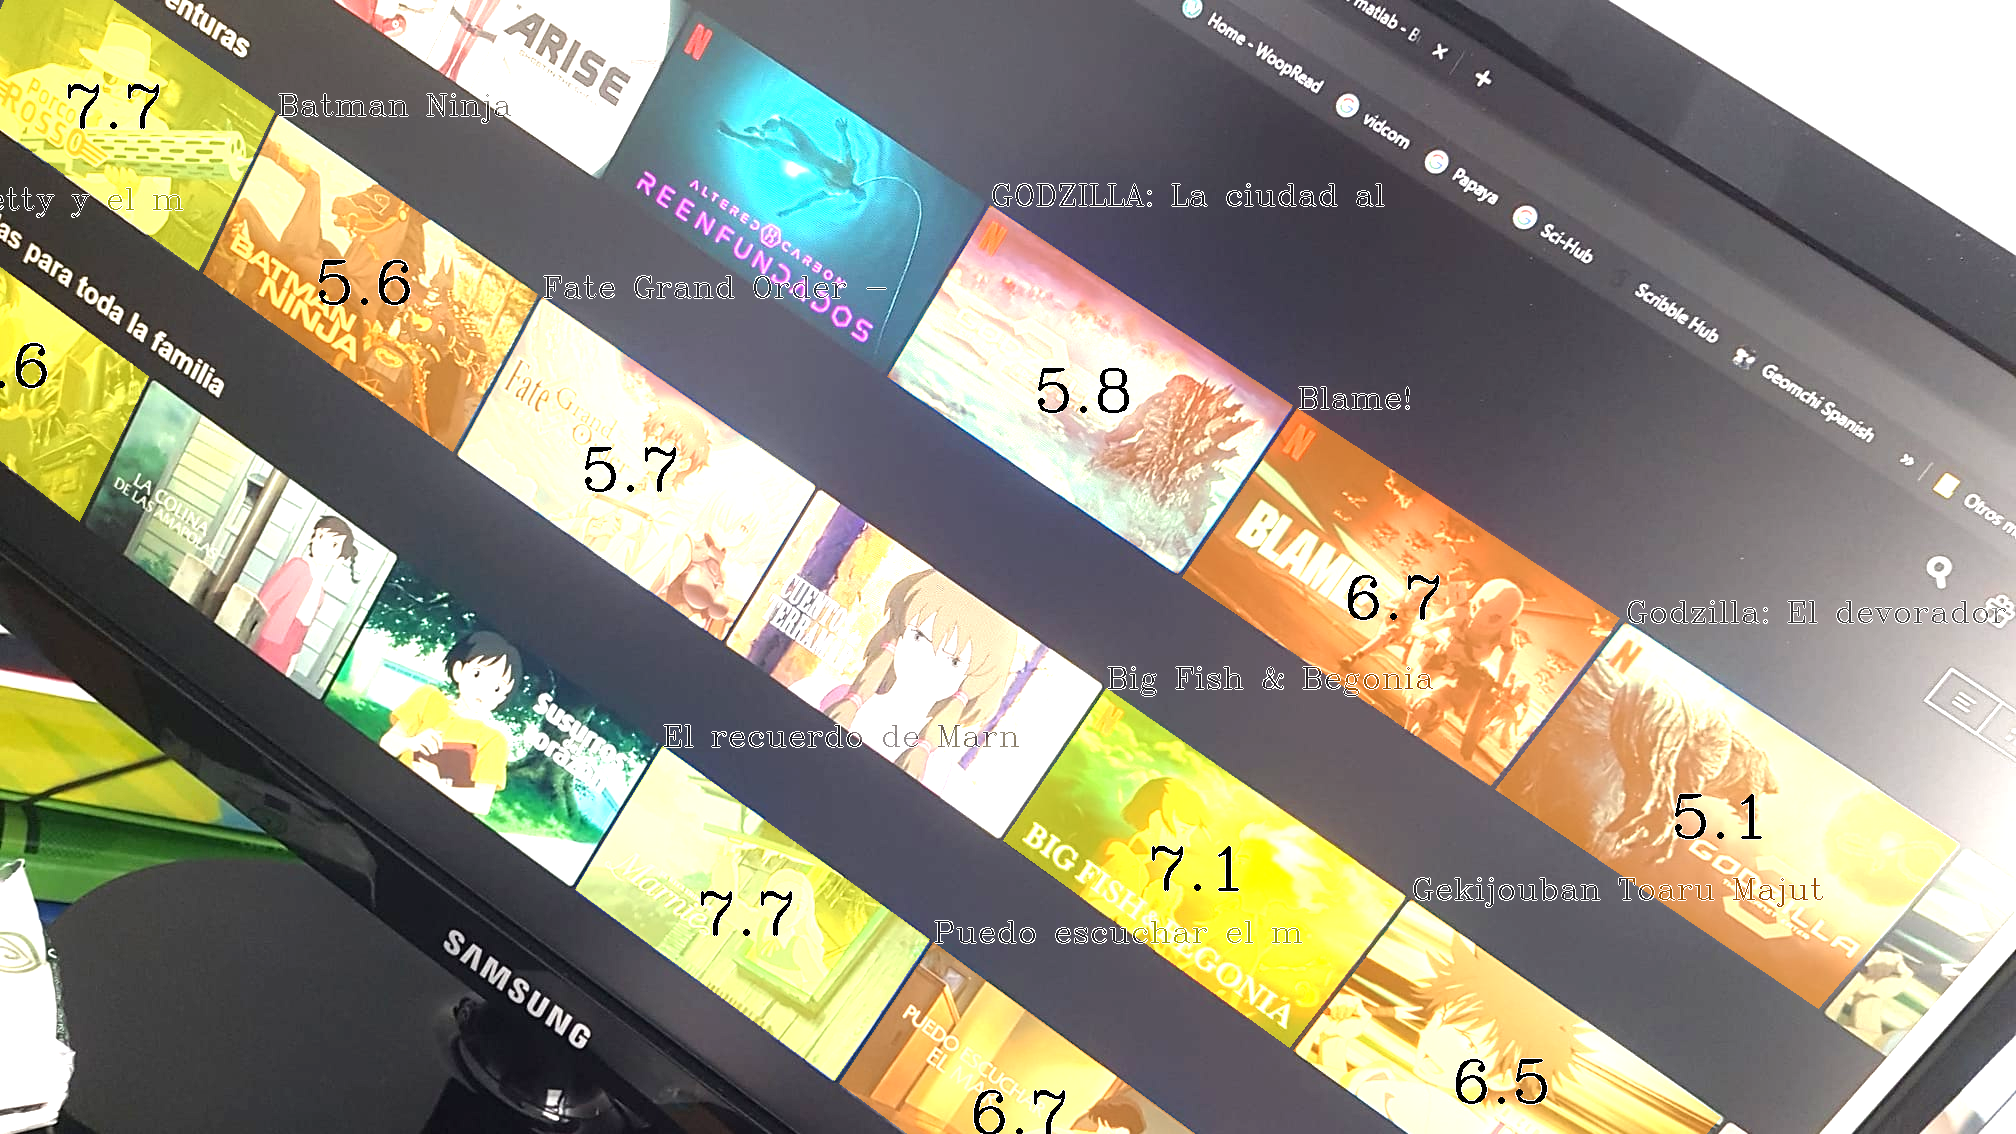 enturas
ARISE
N
matlab - B
Home - WoopRead
vidcorn
Papaya
Sci-Hub
Scribble Hub
Geomchi Spanish
»
Otros m
Porco
ROSSO
7.7
Batman Ninja
etty y el m
BATMAN
NINJA
5.6
ALTERED CARBON
REENFUNDADOS
GODZILLA: La ciudad al
N
5.8
Fate Grand Order -
Fate Grand
5.7
Blame!
N
BLAME
6.7
as para toda la familia
.6
LA COLINA
DE LAS AMAPOLAS
CUENTOS
TERRAMAR
Godzilla: El devorador
N
5.1
GODZILLA
Big Fish & Begonia
N
BIG FISH & BEGONIA
7.1
Susurros
El recuerdo de Marn
Marnie
7.7
Gekijouban Toaru Majut
6.5
Puedo escuchar el m
PUEDO ESCUCHAR
EL MAR
6.7
SAMSUNG